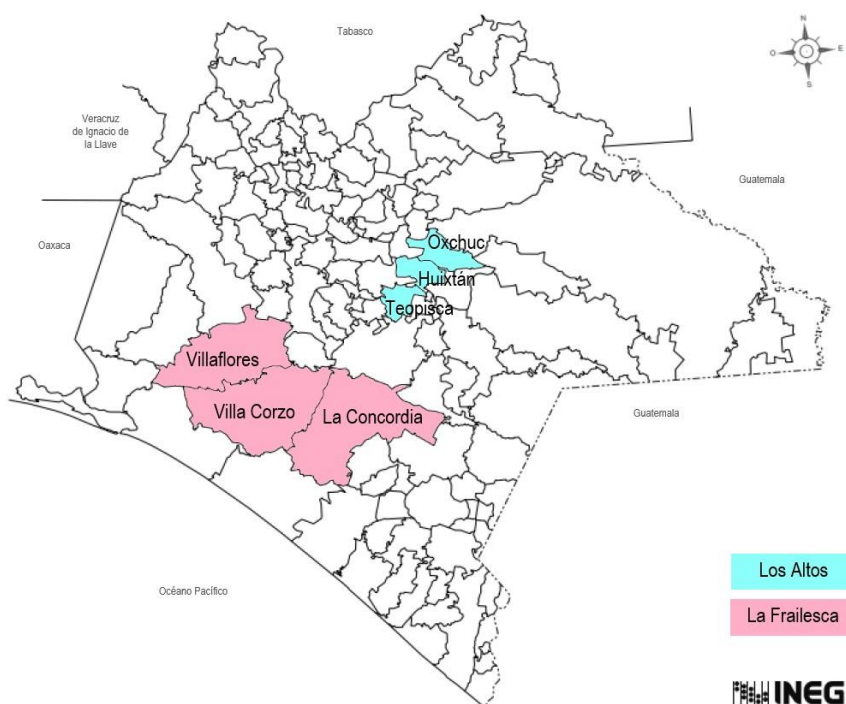 Tabasco
N
O
E
S
Veracruz
de Ignacio de
la Llave
Guatemala
Oaxaca
Oxchuc
Huixtán
Teopisca
Villaflores
Villa Corzo
La Concordia
Guatemala
Océano Pacífico
Los Altos
La Frailesca
INEG